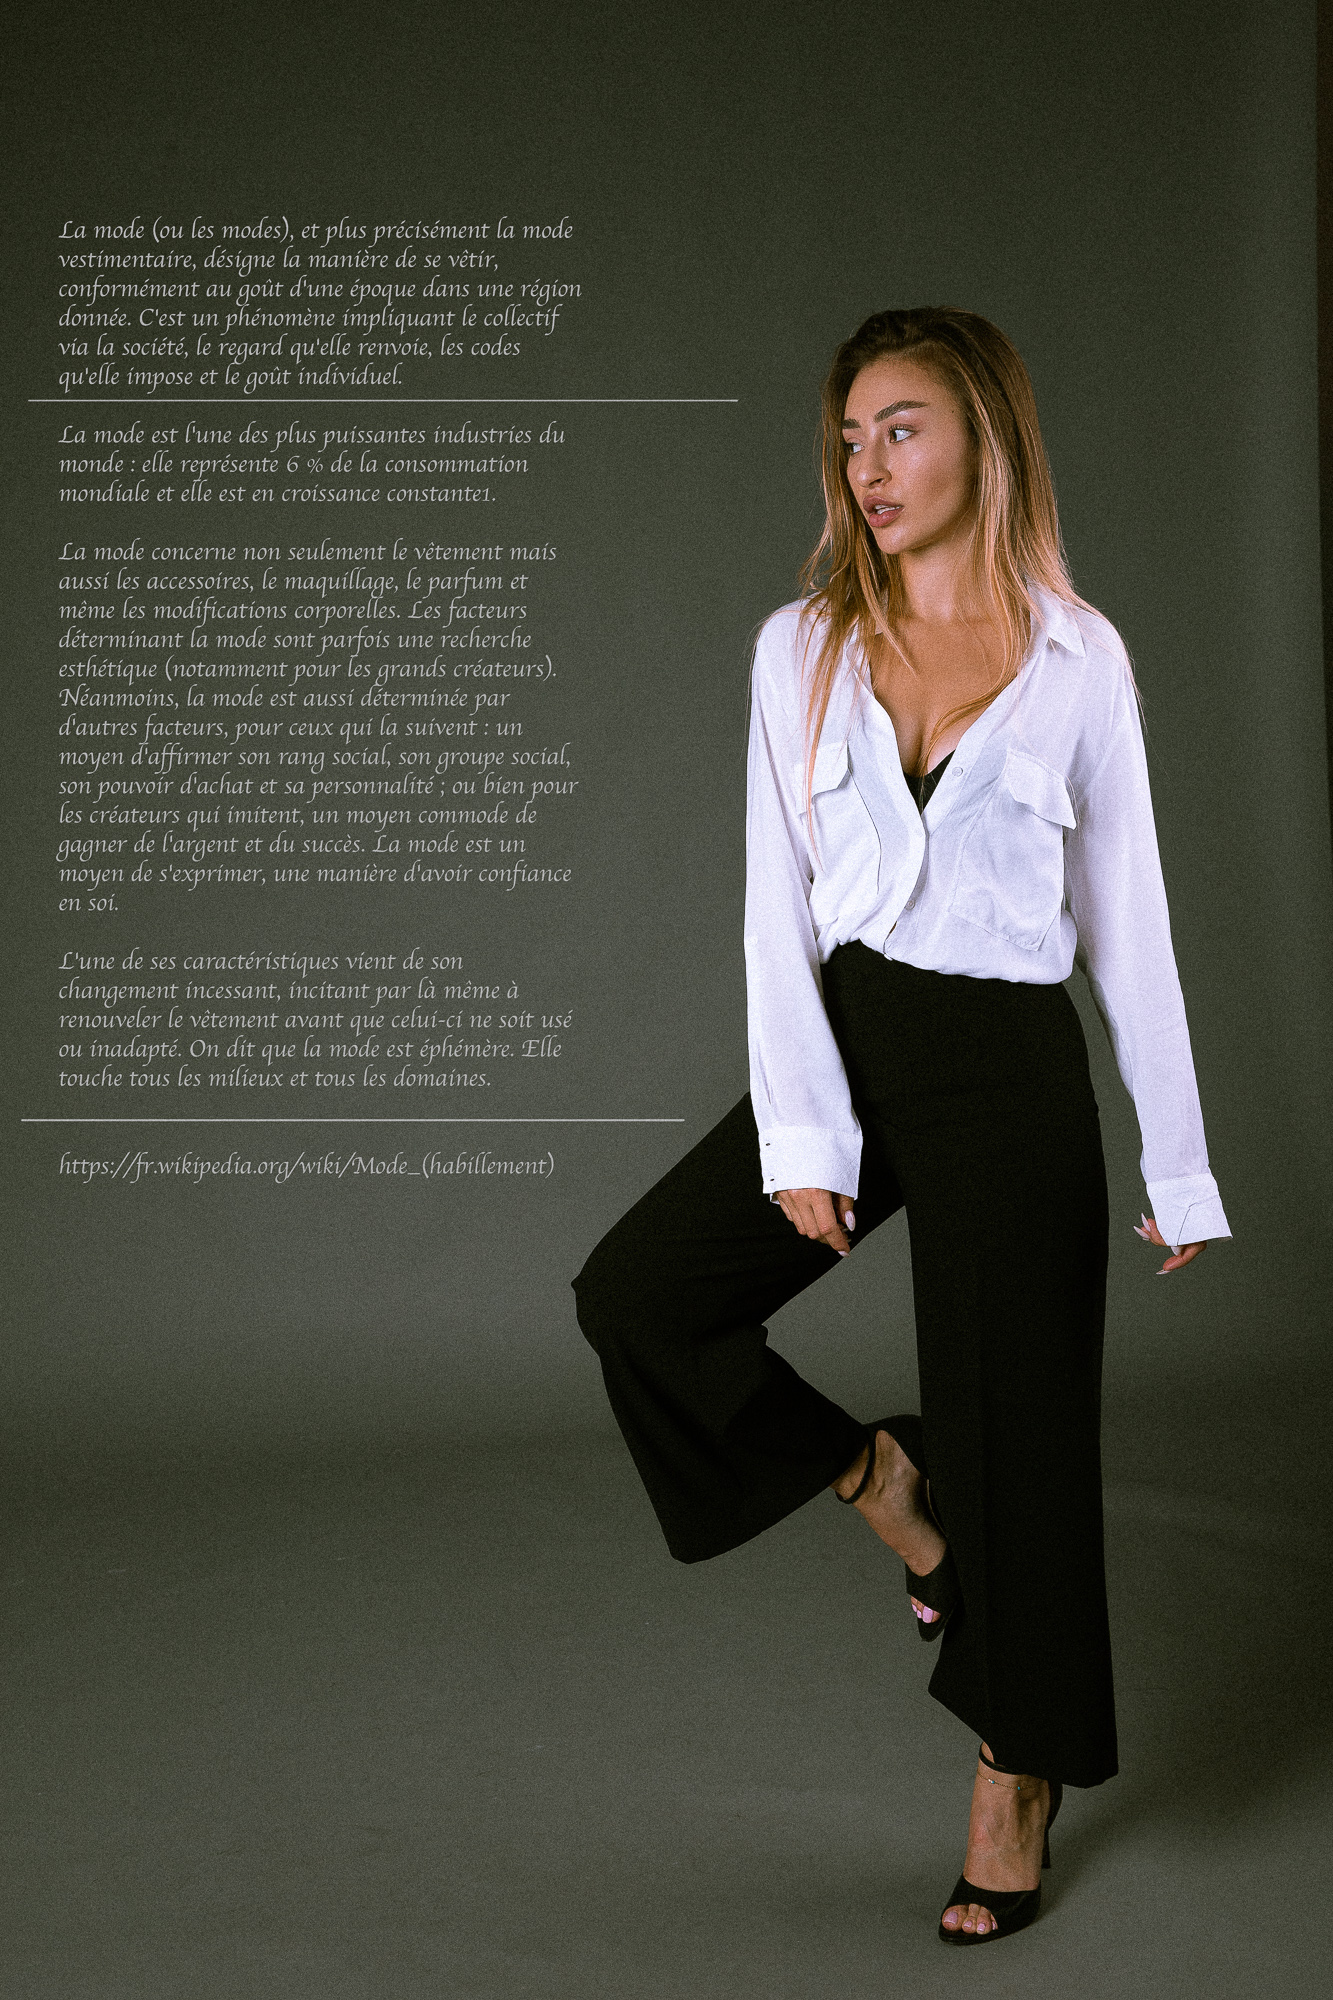 La mode (ou les modes), et plus précisément la mode
vestimentaire, désigne la manière de se vêtir,
conformément au goût d'une époque dans une région
donnée. C'est un phénomène impliquant le collectif
via la société, le regard qu'elle renvoie, les codes
qu'elle impose et le goût individuel.
La mode est l'une des plus puissantes industries du
monde : elle représente 6 % de la consommation
mondiale et elle est en croissance constante1.
La mode concerne non seulement le vêtement mais
aussi les accessoires, le maquillage, le parfum et
même les modifications corporelles. Les facteurs
déterminant la mode sont parfois une recherche
esthétique (notamment pour les grands créateurs).
Néanmoins, la mode est aussi déterminée par
d'autres facteurs, pour ceux qui la suivent : un
moyen d'affirmer son rang social, son groupe social,
son pouvoir d'achat et sa personnalité ; ou bien pour
les créateurs qui imitent, un moyen commode de
gagner de l'argent et du succès. La mode est un
moyen de s'exprimer, une manière d'avoir confiance
en soi.
L'une de ses caractéristiques vient de son
changement incessant, incitant par là même à
renouveler le vêtement avant que celui-ci ne soit usé
ou inadapté. On dit que la mode est éphémère. Elle
touche tous les milieux et tous les domaines.
https://fr.wikipedia.org/wiki/Mode_(habillement)